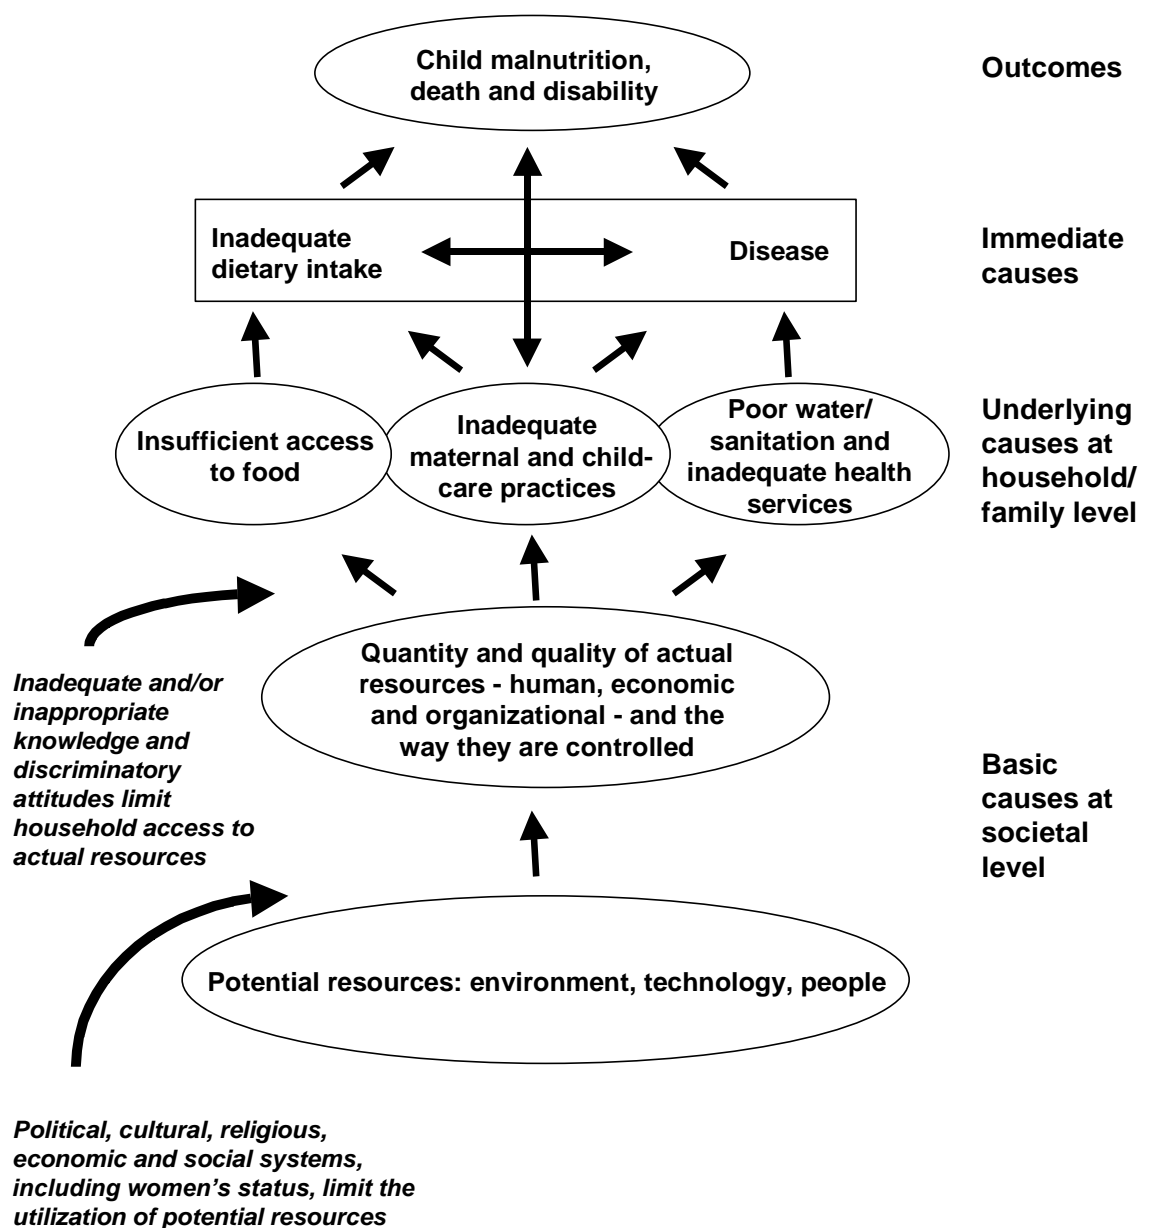 Child malnutrition,
death and disability
Outcomes
Inadequate
dietary intake
Disease
Immediate
causes
Insufficient access
to food
Inadequate
maternal and child-
care practices
Poor water/
sanitation and
inadequate health
services
Underlying
causes at
household/
family level
Quantity and quality of actual
resources - human, economic
and organizational - and the
way they are controlled
Inadequate and/or
inappropriate
knowledge and
discriminatory
attitudes limit
household access to
actual resources
Basic
causes at
societal
level
Potential resources: environment, technology, people
Political, cultural, religious,
economic and social systems,
including women's status, limit the
utilization of potential resources